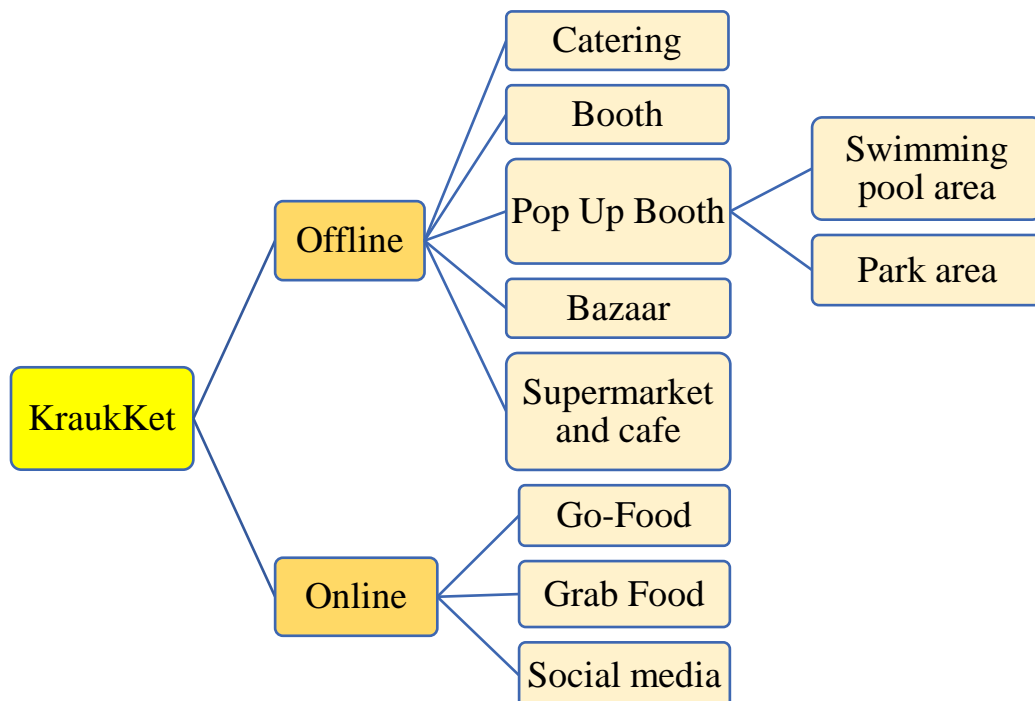 Catering
Booth
Swimming
pool area
Pop Up Booth
Offline
Park area
Bazaar
KraukKet
Supermarket
and cafe
Go-Food
Online
Grab Food
Social media